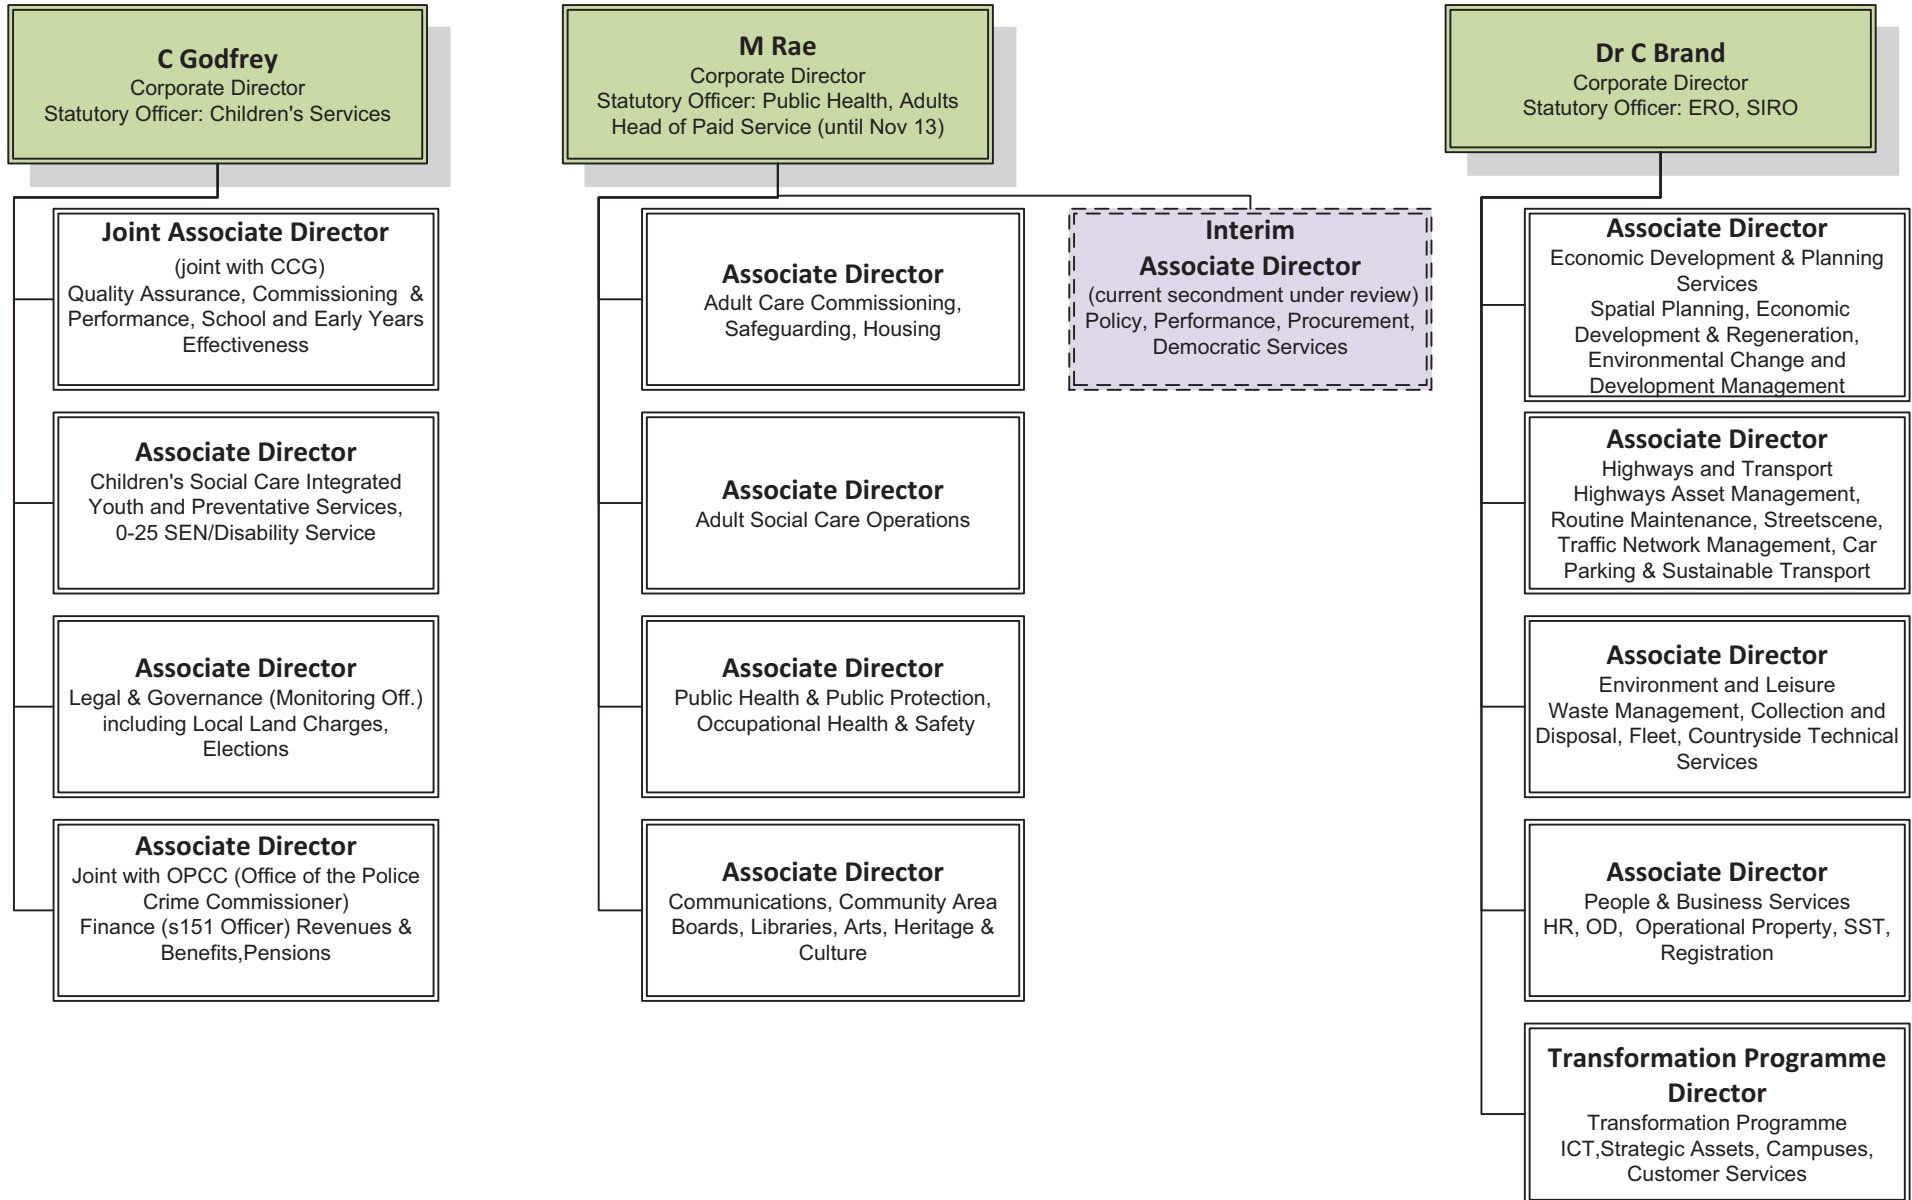 C Godfrey
Corporate Director
Statutory Officer: Children's Services
Joint Associate Director
(joint with CCG)
Quality Assurance, Commissioning &
Performance, School and Early Years
Effectiveness
Associate Director
Children's Social Care Integrated
Youth and Preventative Services,
0-25 SEN/Disability Service
Associate Director
Legal & Governance (Monitoring Off.)
including Local Land Charges,
Elections
Associate Director
Joint with OPCC (Office of the Police
Crime Commissioner)
Finance (s151 Officer) Revenues &
Benefits,Pensions
M Rae
Corporate Director
Statutory Officer: Public Health, Adults
Head of Paid Service (until Nov 13)
Associate Director
Adult Care Commissioning,
Safeguarding, Housing
Associate Director
Adult Social Care Operations
Associate Director
Public Health & Public Protection,
Occupational Health & Safety
Associate Director
Communications, Community Area
Boards, Libraries, Arts, Heritage &
Culture
Interim
Associate Director
(current secondment under review)
Policy, Performance, Procurement,
Democratic Services
Dr C Brand
Corporate Director
Statutory Officer: ERO, SIRO
Associate Director
Economic Development & Planning
Services
Spatial Planning, Economic
Development & Regeneration,
Environmental Change and
Development Management
Associate Director
Highways and Transport
Highways Asset Management,
Routine Maintenance, Streetscene,
Traffic Network Management, Car
Parking & Sustainable Transport
Associate Director
Environment and Leisure
Waste Management, Collection and
Disposal, Fleet, Countryside Technical
Services
Associate Director
People & Business Services
HR, OD, Operational Property, SST,
Registration
Transformation Programme
Director
Transformation Programme
ICT,Strategic Assets, Campuses,
Customer Services